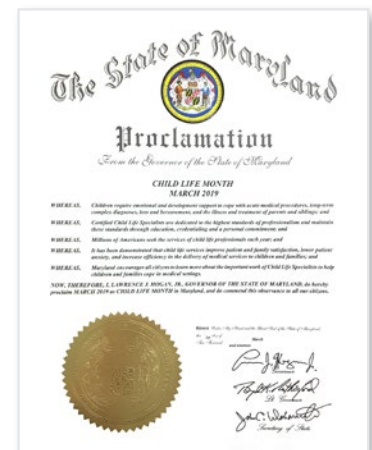 The State of Maryland
Proclamation
From the Governor of the State of Maryland
CHILD LIFE MONTH
MARCH 2019
WHEREAS, Children require emotional and development support to cope with acute medical procedures, long-term
complex diagnoses, loss and bereavement, and the illness and treatment of parents and siblings; and
WHEREAS, Certified Child Life Specialists are dedicated to the highest standards of professionalism and maintain
these standards through education, credentialing and a personal commitment; and
WHEREAS, Millions of Americans seek the services of child life professionals each year; and
WHEREAS, It has been demonstrated that child life services improve patient and family satisfaction, lower patient
anxiety, and increase efficiency in the delivery of medical services to children and families; and
WHEREAS, Maryland encourages all citizens to learn more about the important work of Child Life Specialists to help
children and families cope in medical settings.
NOW, THEREFORE, I, LAWRENCE J. HOGAN, JR., GOVERNOR OF THE STATE OF MARYLAND, do hereby
proclaim MARCH 2019 as CHILD LIFE MONTH in Maryland, and do commend this observance to all our citizens.
March
Lt. Governor
Secretary of State